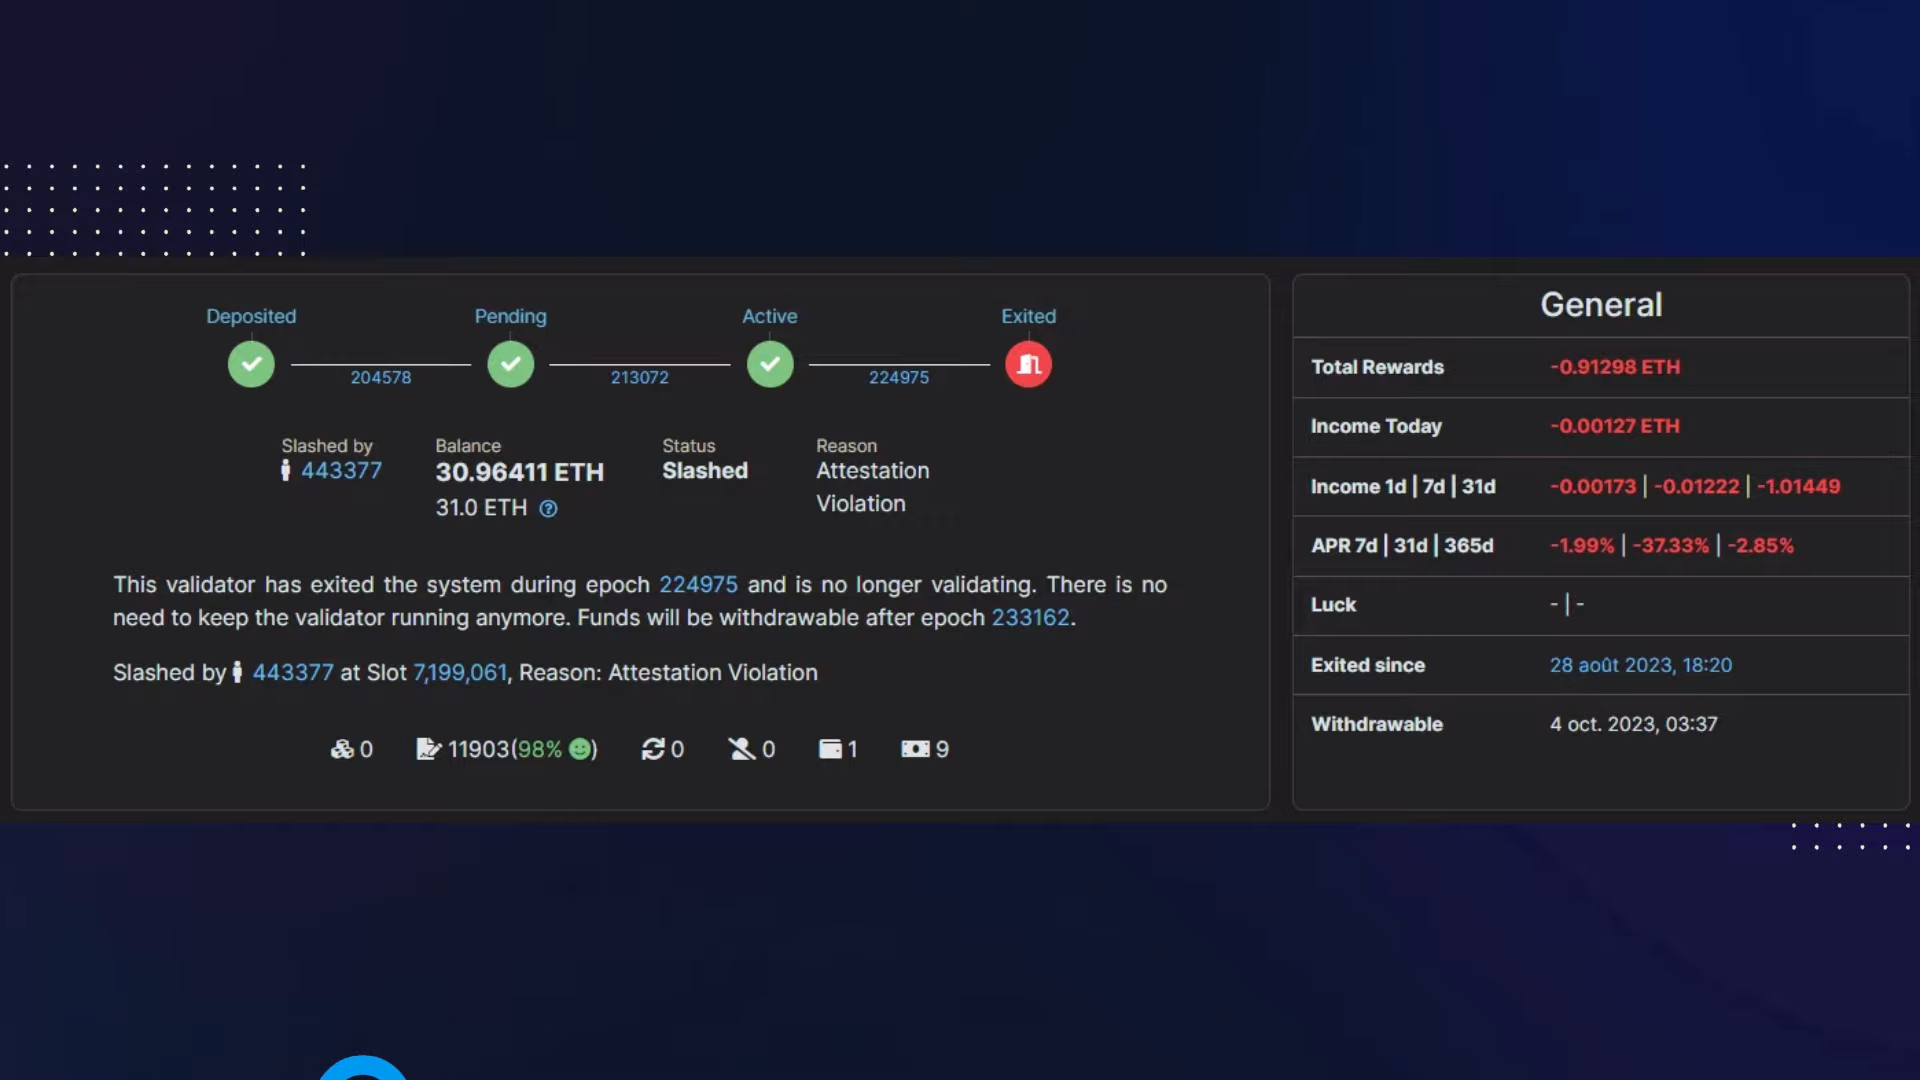 Deposited
Pending
Active
Exited
204578
213072
224975
Slashed by
443377
Balance
30.96411 ETH
31.0 ETH
Status
Slashed
Reason
Attestation
Violation
This validator has exited the system during epoch 224975 and is no longer validating. There is no
need to keep the validator running anymore. Funds will be withdrawable after epoch 233162.
Slashed by 443377 at Slot 7,199,061, Reason: Attestation Violation
0
11903(98% )
0
0
1
9
General
Total Rewards -0.91298 ETH
Income Today -0.00127 ETH
Income 1d | 7d | 31d -0.00173 | -0.01222 | -1.01449
APR 7d | 31d | 365d -1.99% | -37.33% | -2.85%
Luck - | -
Exited since 28 août 2023, 18:20
Withdrawable 4 oct. 2023, 03:37